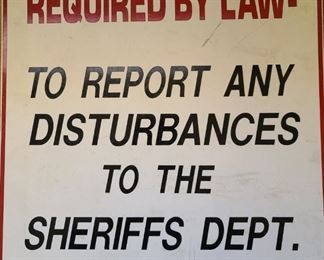 REQUIRED BY LAW-
TO REPORT ANY
DISTURBANCES
TO THE
SHERIFFS DEPT.